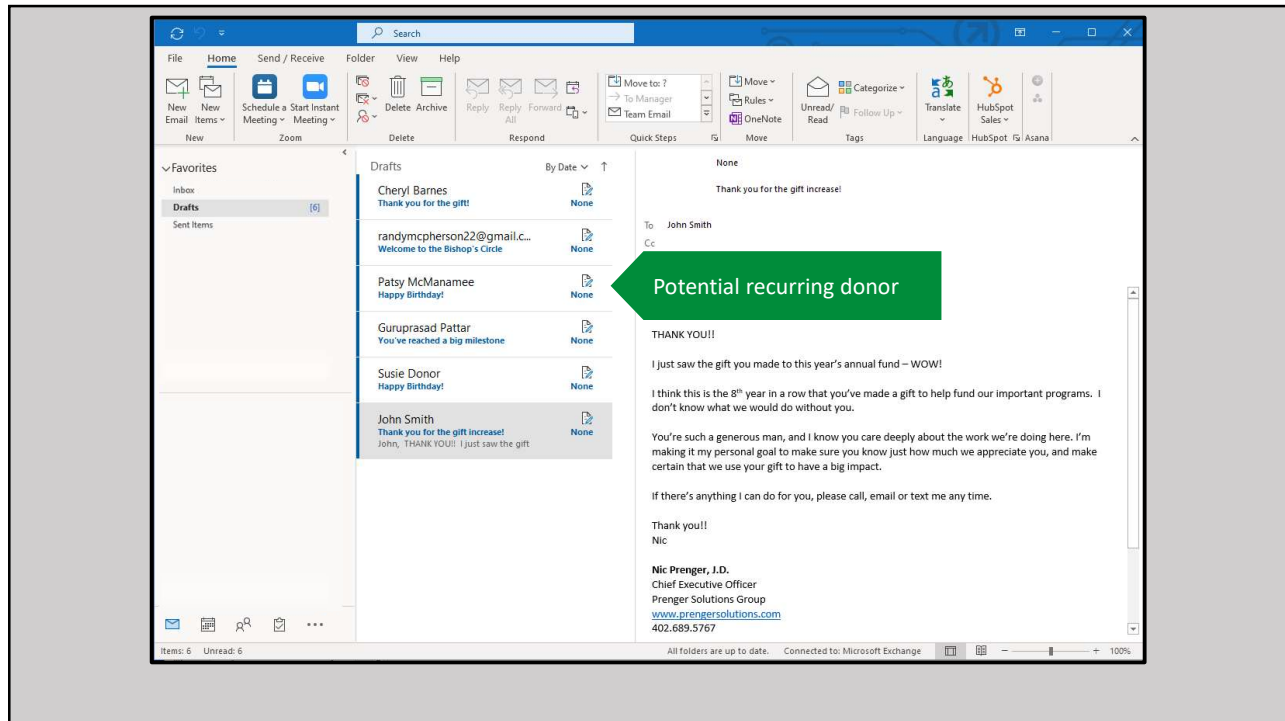 Search
File Home Send / Receive Folder View Help
New Email
New Items
New
Schedule a Meeting
Start Instant Meeting
Zoom
Delete Archive
Delete
Reply Reply All Forward
Respond
Move to: ?
To Manager
Team Email
Quick Steps
Move
Rules
OneNote
Move
Unread/ Read
Categorize
Follow Up
Tags
Translate
Language
HubSpot Sales
HubSpot
Asana
Favorites
Inbox
Drafts [6]
Sent Items
Drafts By Date
Cheryl Barnes
Thank you for the gift! None
randymcpherson22@gmail.c...
Welcome to the Bishop's Circle None
Patsy McManamee
Happy Birthday! None
Guruprasad Pattar
You've reached a big milestone None
Susie Donor
Happy Birthday! None
John Smith
Thank you for the gift increase! None
John, THANK YOU!! I just saw the gift
None
Thank you for the gift increase!
To John Smith
Cc
Potential recurring donor
THANK YOU!!
I just saw the gift you made to this year's annual fund – WOW!
I think this is the 8th year in a row that you've made a gift to help fund our important programs. I
don't know what we would do without you.
You're such a generous man, and I know you care deeply about the work we're doing here. I'm
making it my personal goal to make sure you know just how much we appreciate you, and make
certain that we use your gift to have a big impact.
If there's anything I can do for you, please call, email or text me any time.
Thank you!!
Nic
Nic Prenger, J.D.
Chief Executive Officer
Prenger Solutions Group
www.prengersolutions.com
402.689.5767
Items: 6 Unread: 6 All folders are up to date. Connected to: Microsoft Exchange 100%